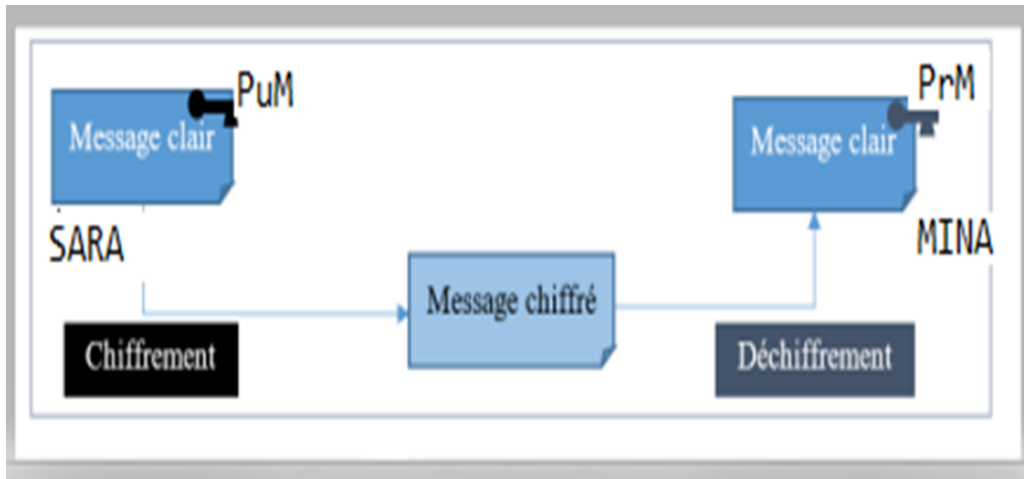 PuM
Message clair
SARA
Chiffrement
Message chiffré
PrM
Message clair
MINA
Déchiffrement